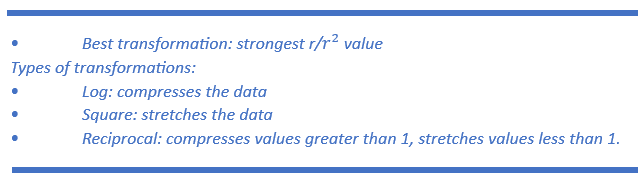 • Best transformation: strongest r/r² value
Types of transformations:
• Log: compresses the data
• Square: stretches the data
• Reciprocal: compresses values greater than 1, stretches values less than 1.